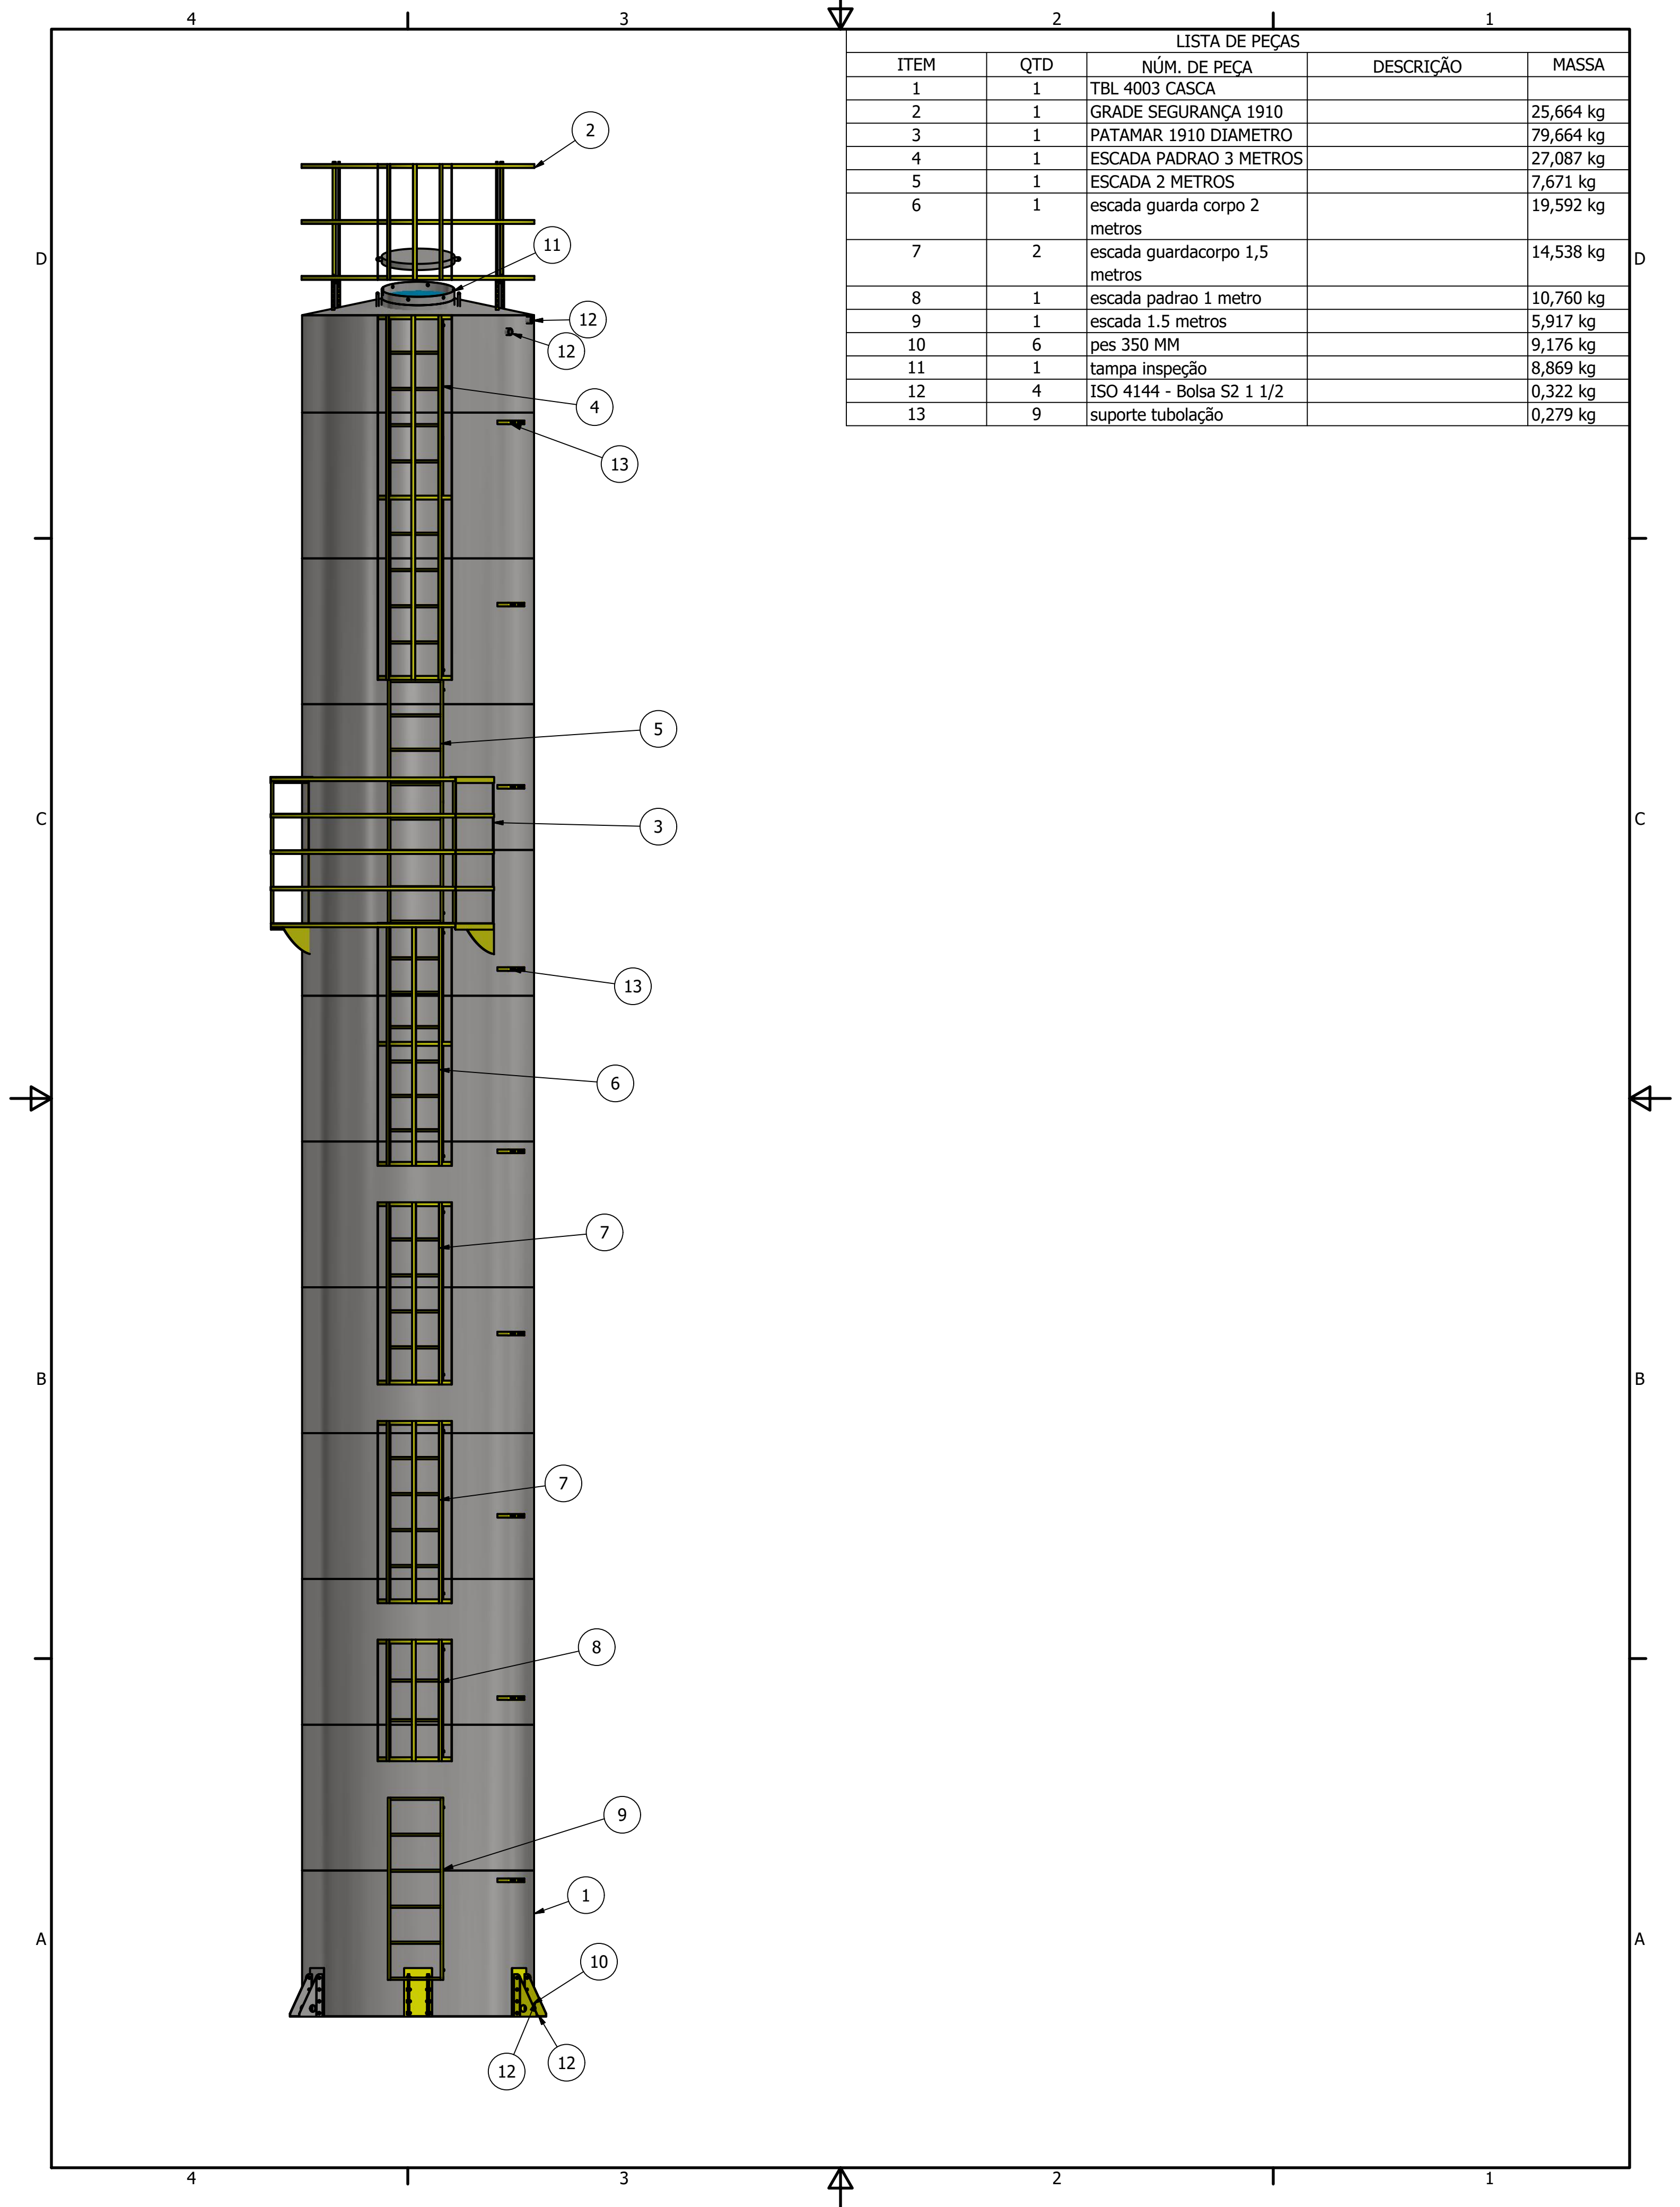 4 3 2 1
LISTA DE PEÇAS
ITEM QTD NÚM. DE PEÇA DESCRIÇÃO MASSA
1 1 TBL 4003 CASCA
2 1 GRADE SEGURANÇA 1910 25,664 kg
3 1 PATAMAR 1910 DIAMETRO 79,664 kg
4 1 ESCADA PADRAO 3 METROS 27,087 kg
5 1 ESCADA 2 METROS 7,671 kg
6 1 escada guarda corpo 2 19,592 kg
metros
7 2 escada guardacorpo 1,5 14,538 kg
metros
8 1 escada padrao 1 metro 10,760 kg
9 1 escada 1.5 metros 5,917 kg
10 6 pes 350 MM 9,176 kg
11 1 tampa inspeção 8,869 kg
12 4 ISO 4144 - Bolsa S2 1 1/2 0,322 kg
13 9 suporte tubolação 0,279 kg
2
11
D D
12
12
4
13
5
C 3 C
13
6
7
B B
7
8
9
1
A A
10
12
12
4 3 2 1